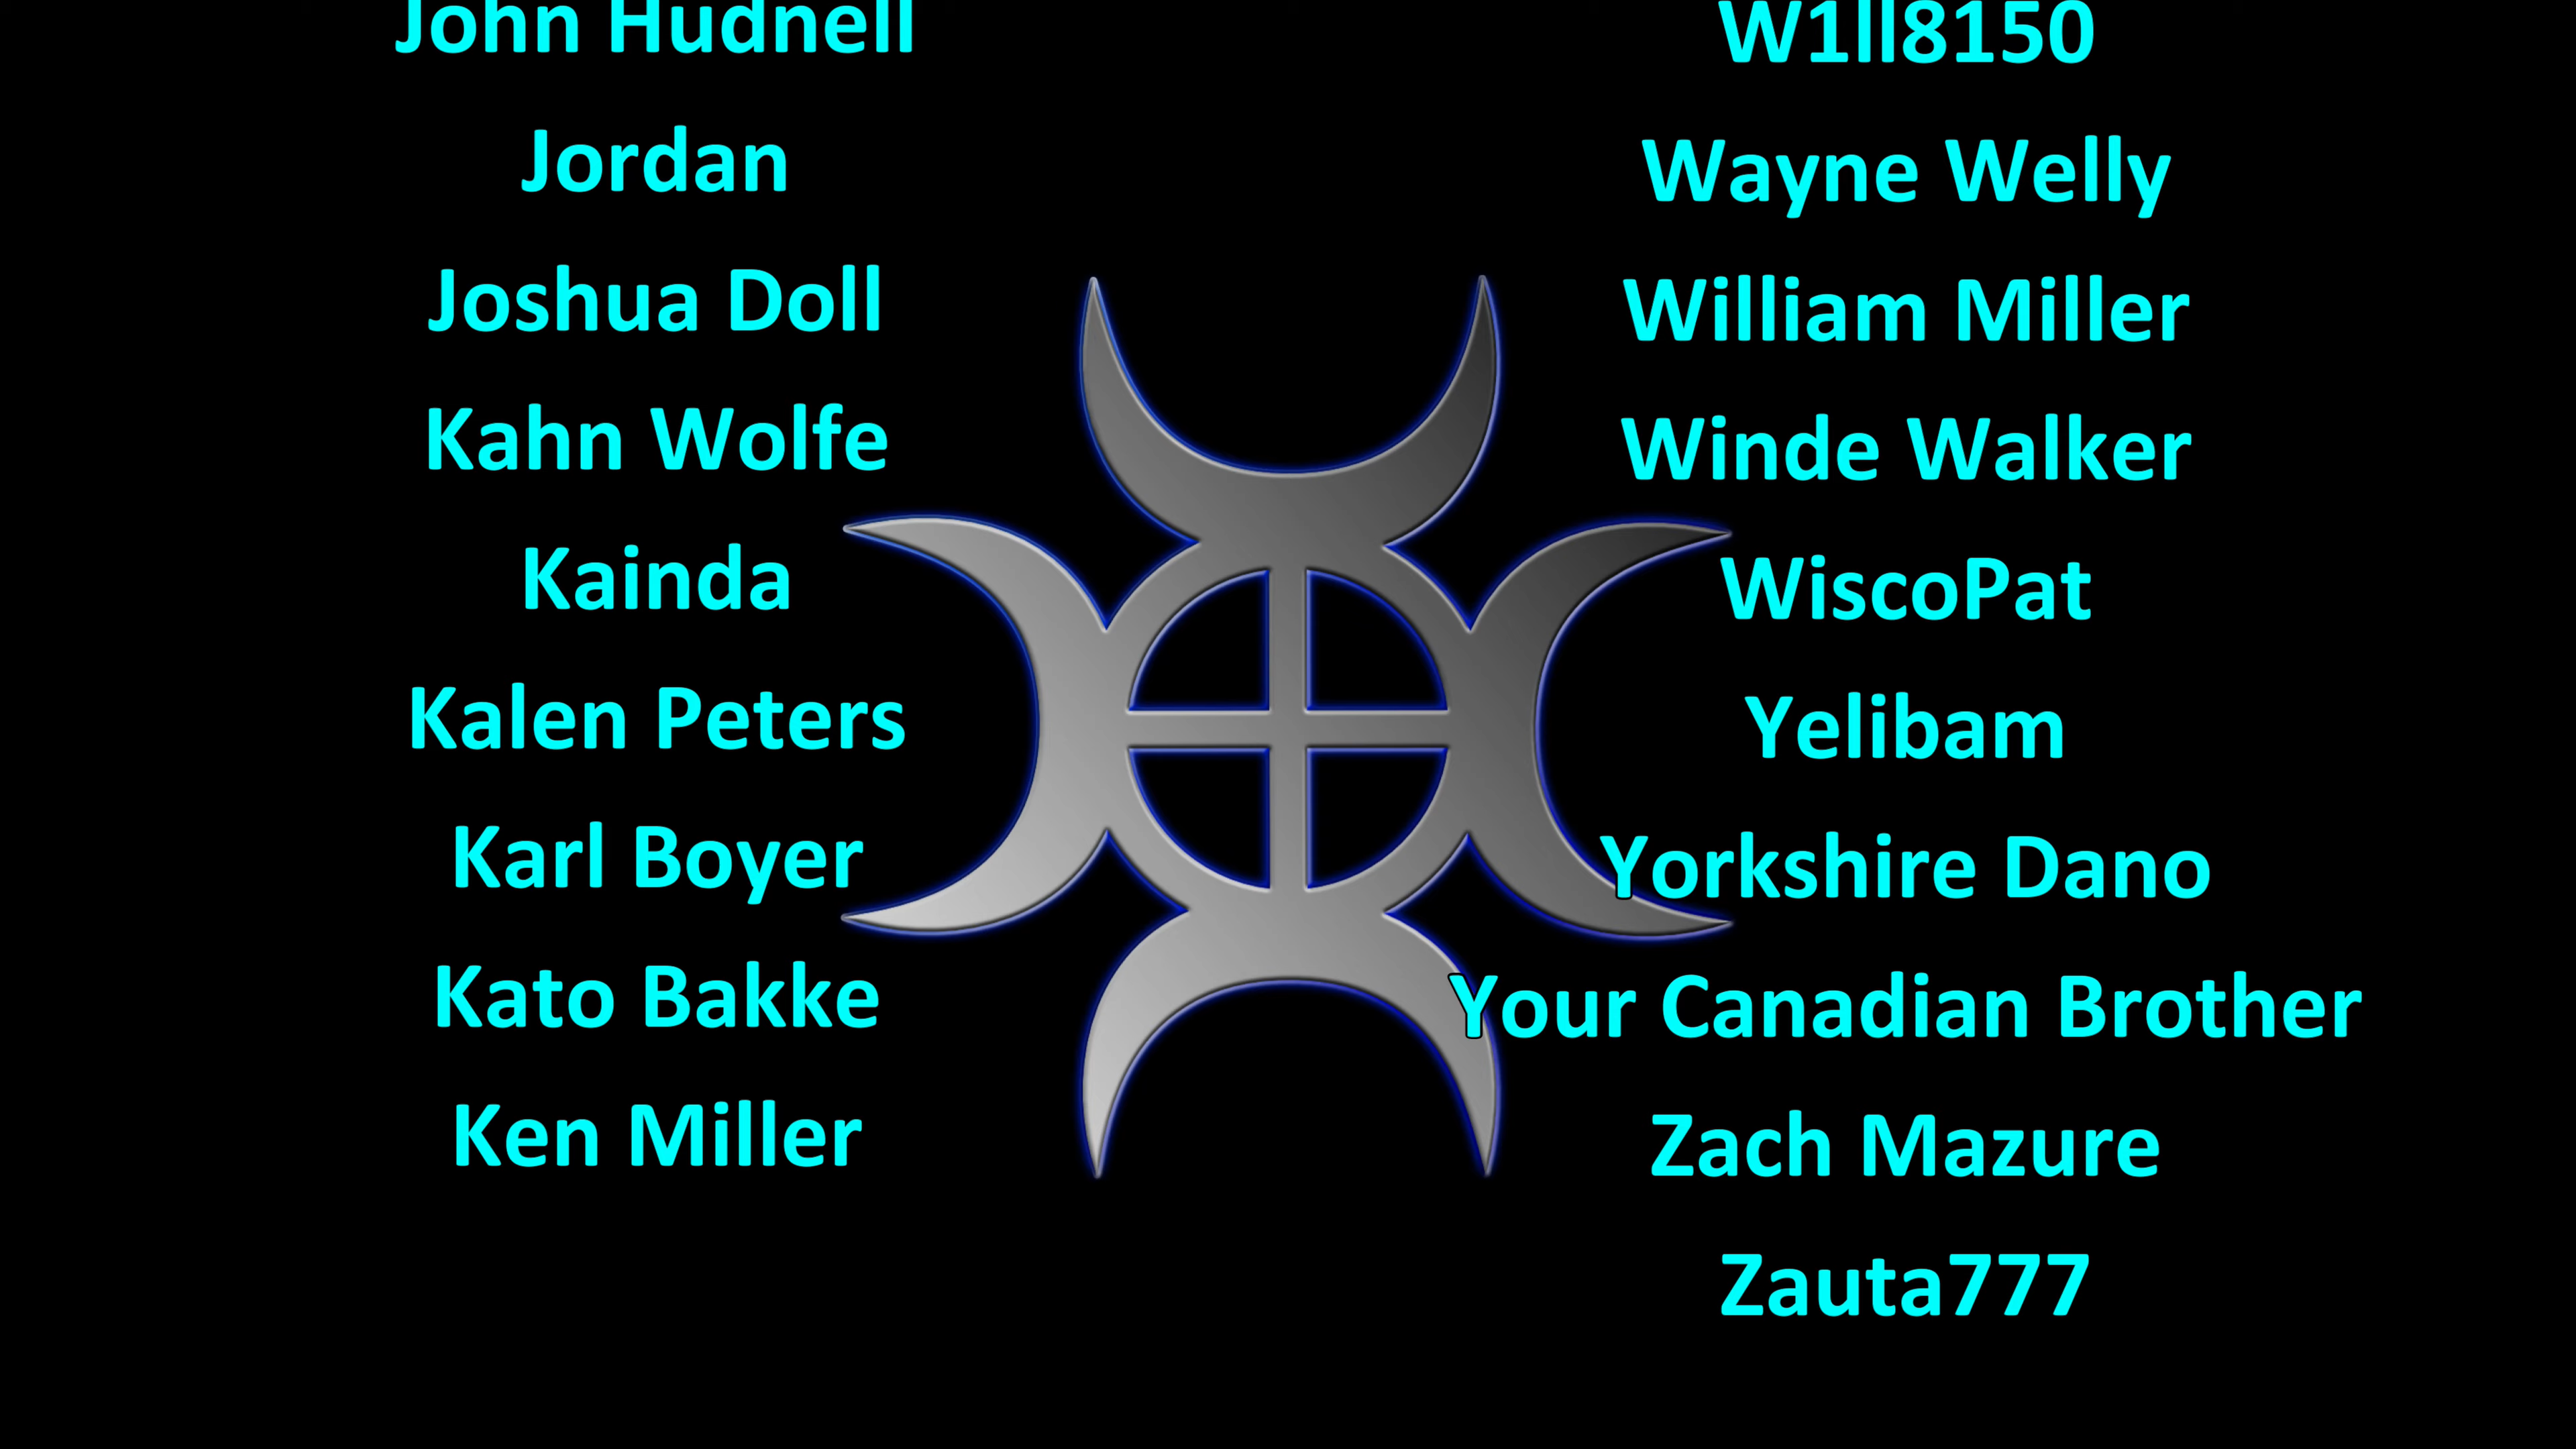 John Hudnell
Jordan
Joshua Doll
Kahn Wolfe
Kainda
Kalen Peters
Karl Boyer
Kato Bakke
Ken Miller
W1ll8150
Wayne Welly
William Miller
Winde Walker
WiscoPat
Yelibam
Yorkshire Dano
Your Canadian Brother
Zach Mazure
Zauta777